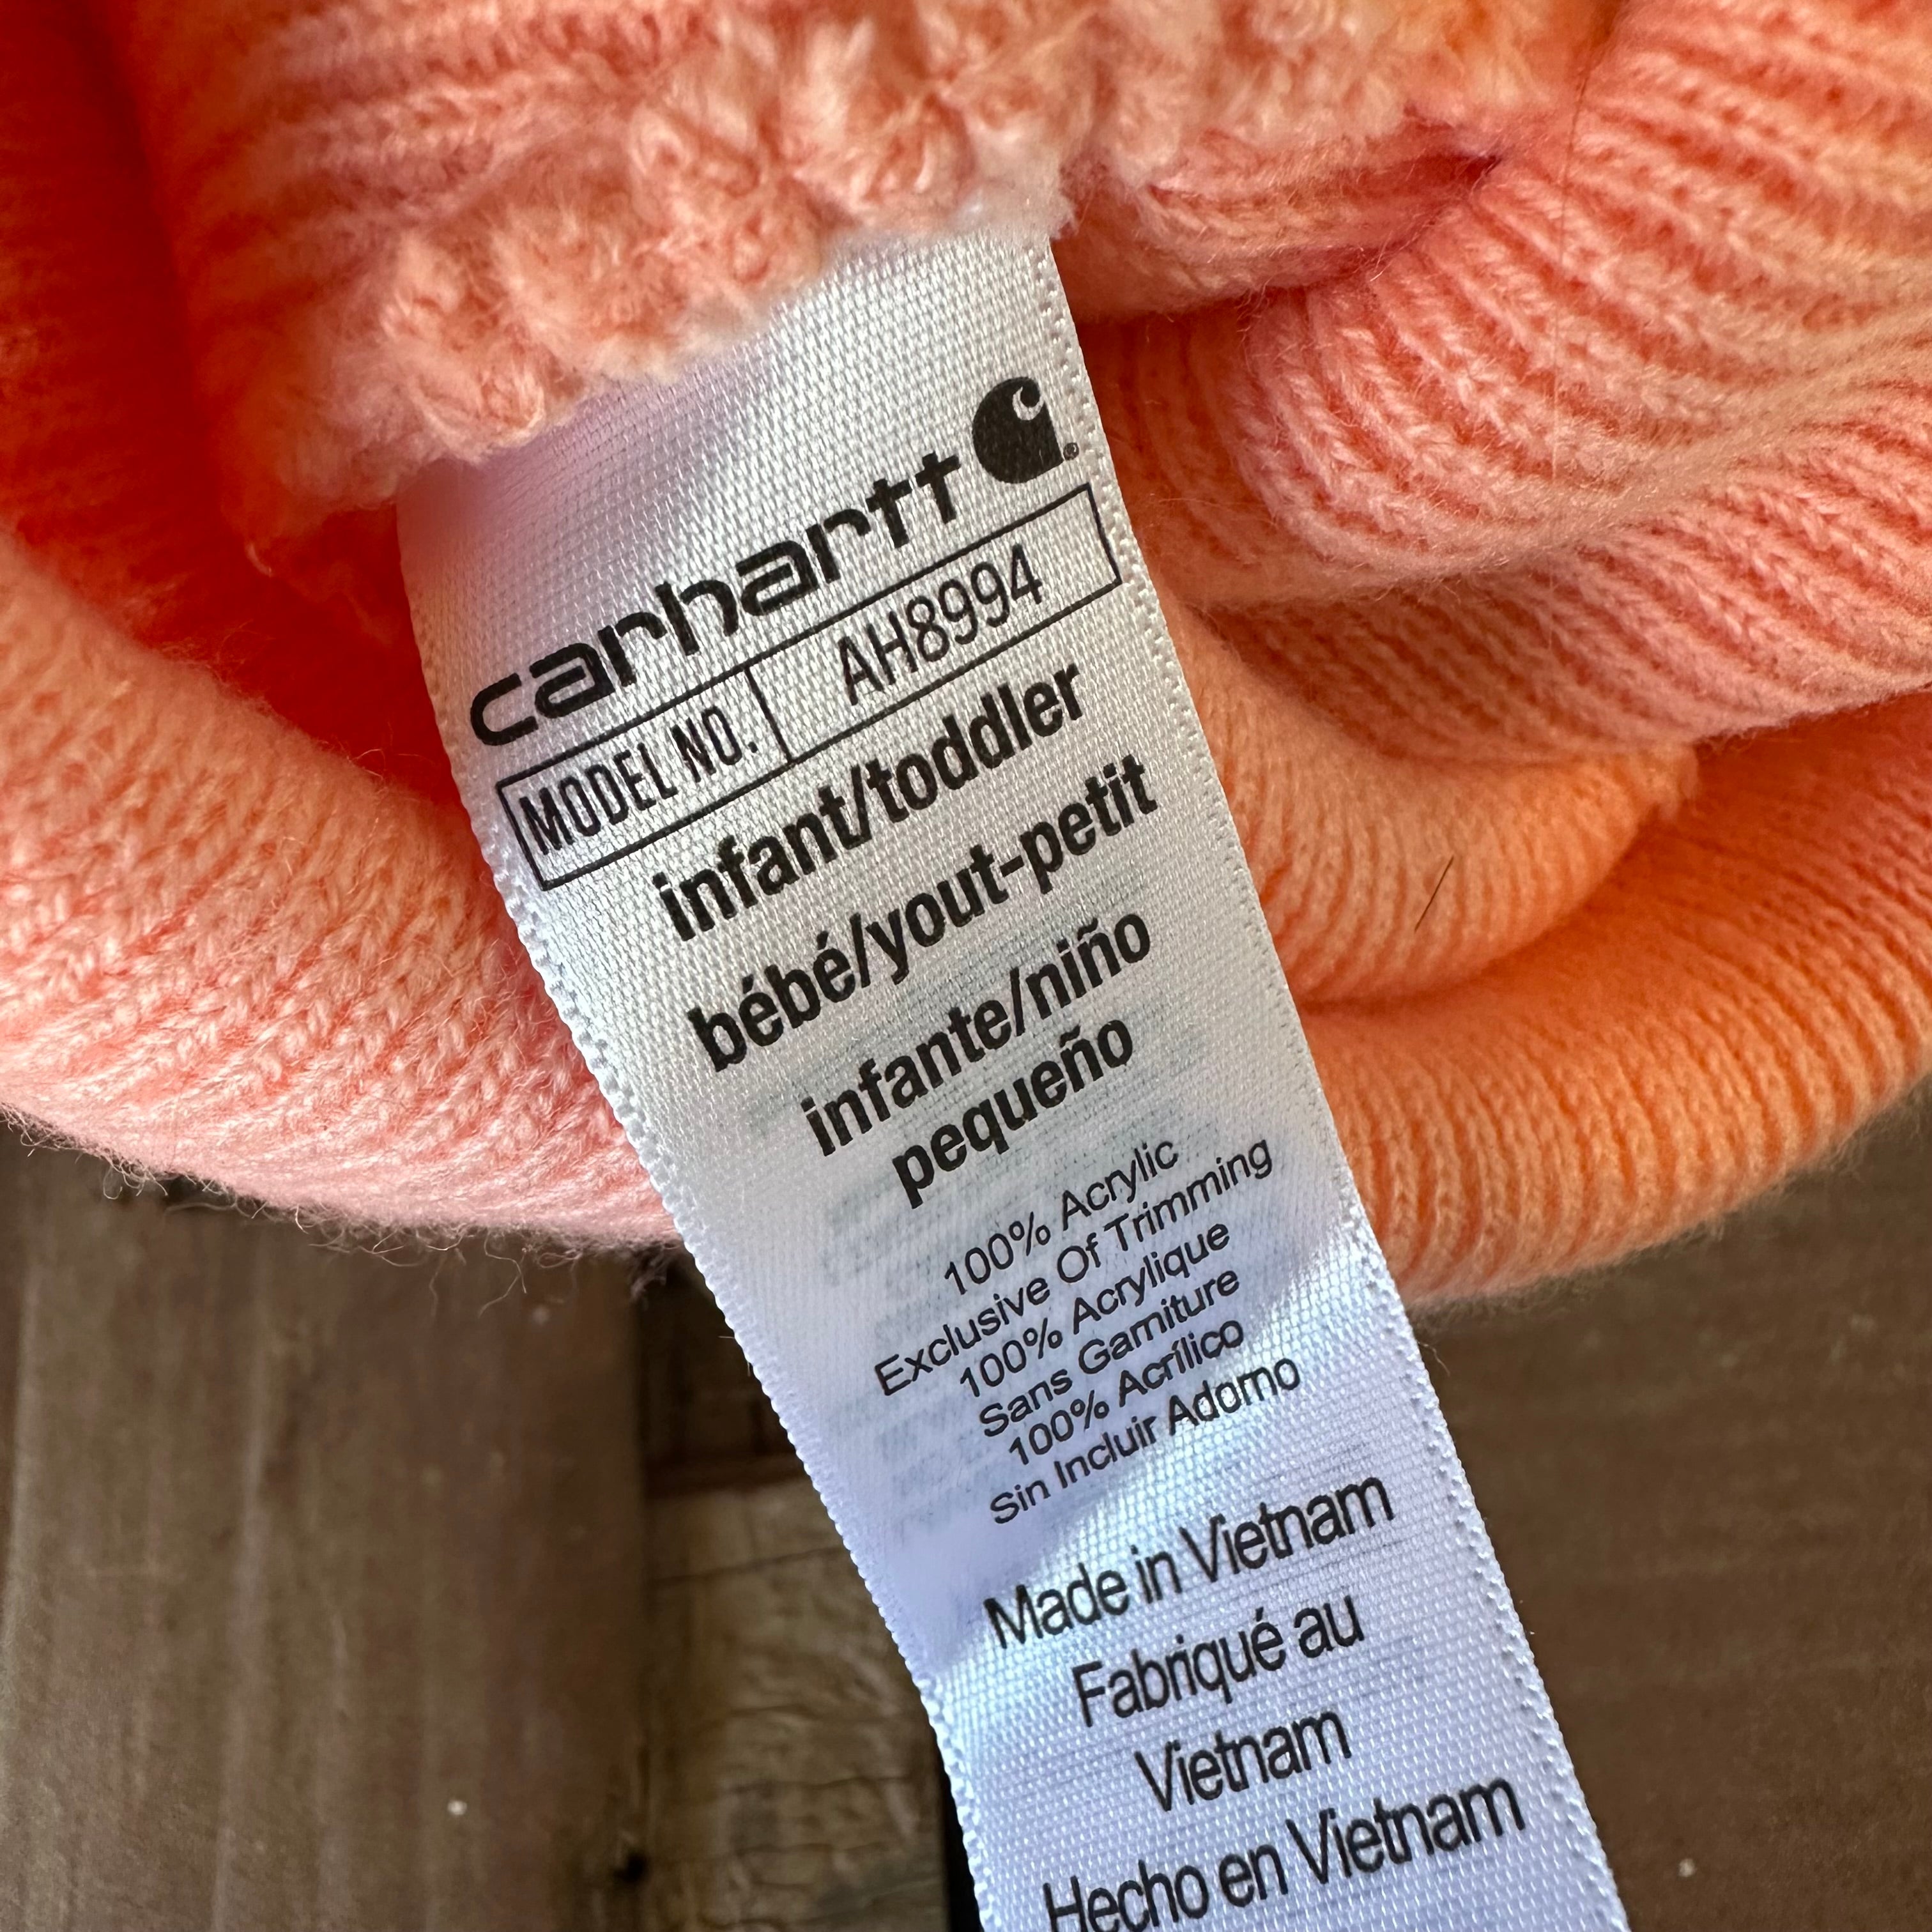 carhartt
MODEL NO. AH8994
infant/toddler
bébé/yout-petit
infante/niño
pequeño
100% Acrylic
Exclusive Of Trimming
100% Acrylique
Sans Garniture
100% Acrílico
Sin Incluir Adorno
Made in Vietnam
Fabriqué au
Vietnam
Hecho en Vietnam